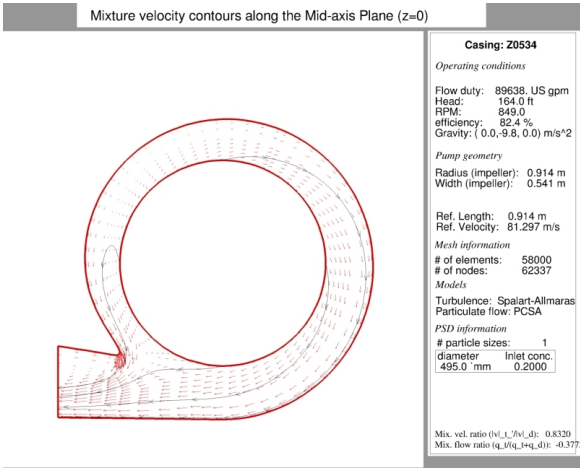 Mixture velocity contours along the Mid-axis Plane (z=0)
Casing: Z0534
Operating conditions
Flow duty: 89638. US gpm
Head: 164.0 ft
RPM: 849.0
efficiency: 82.4 %
Gravity: ( 0.0,-9.8, 0.0) m/s^2
Pump geometry
Radius (impeller): 0.914 m
Width (impeller): 0.541 m
Ref. Length: 0.914 m
Ref. Velocity: 81.297 m/s
Mesh information
# of elements: 58000
# of nodes: 62337
Models
Turbulence: Spalart-Allmaras
Particulate flow: PCSA
PSD information
# particle sizes: 1
diameter Inlet conc.
495.0 `mm 0.2000
Mix. vel. ratio (|v|_t_'/|v|_d): 0.8320
Mix. flow ratio (q_t/(q_t+q_d)): -0.377